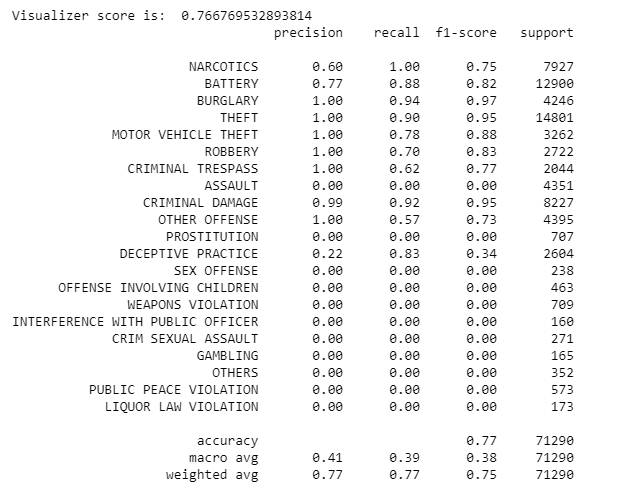 Visualizer score is: 0.766769532893814
precision recall f1-score support
NARCOTICS 0.60 1.00 0.75 7927
BATTERY 0.77 0.88 0.82 12900
BURGLARY 1.00 0.94 0.97 4246
THEFT 1.00 0.90 0.95 14801
MOTOR VEHICLE THEFT 1.00 0.78 0.88 3262
ROBBERY 1.00 0.70 0.83 2722
CRIMINAL TRESPASS 1.00 0.62 0.77 2044
ASSAULT 0.00 0.00 0.00 4351
CRIMINAL DAMAGE 0.99 0.92 0.95 8227
OTHER OFFENSE 1.00 0.57 0.73 4395
PROSTITUTION 0.00 0.00 0.00 707
DECEPTIVE PRACTICE 0.22 0.83 0.34 2604
SEX OFFENSE 0.00 0.00 0.00 238
OFFENSE INVOLVING CHILDREN 0.00 0.00 0.00 463
WEAPONS VIOLATION 0.00 0.00 0.00 709
INTERFERENCE WITH PUBLIC OFFICER 0.00 0.00 0.00 160
CRIM SEXUAL ASSAULT 0.00 0.00 0.00 271
GAMBLING 0.00 0.00 0.00 165
OTHERS 0.00 0.00 0.00 352
PUBLIC PEACE VIOLATION 0.00 0.00 0.00 573
LIQUOR LAW VIOLATION 0.00 0.00 0.00 173
accuracy 0.77 71290
macro avg 0.41 0.39 0.38 71290
weighted avg 0.77 0.77 0.75 71290